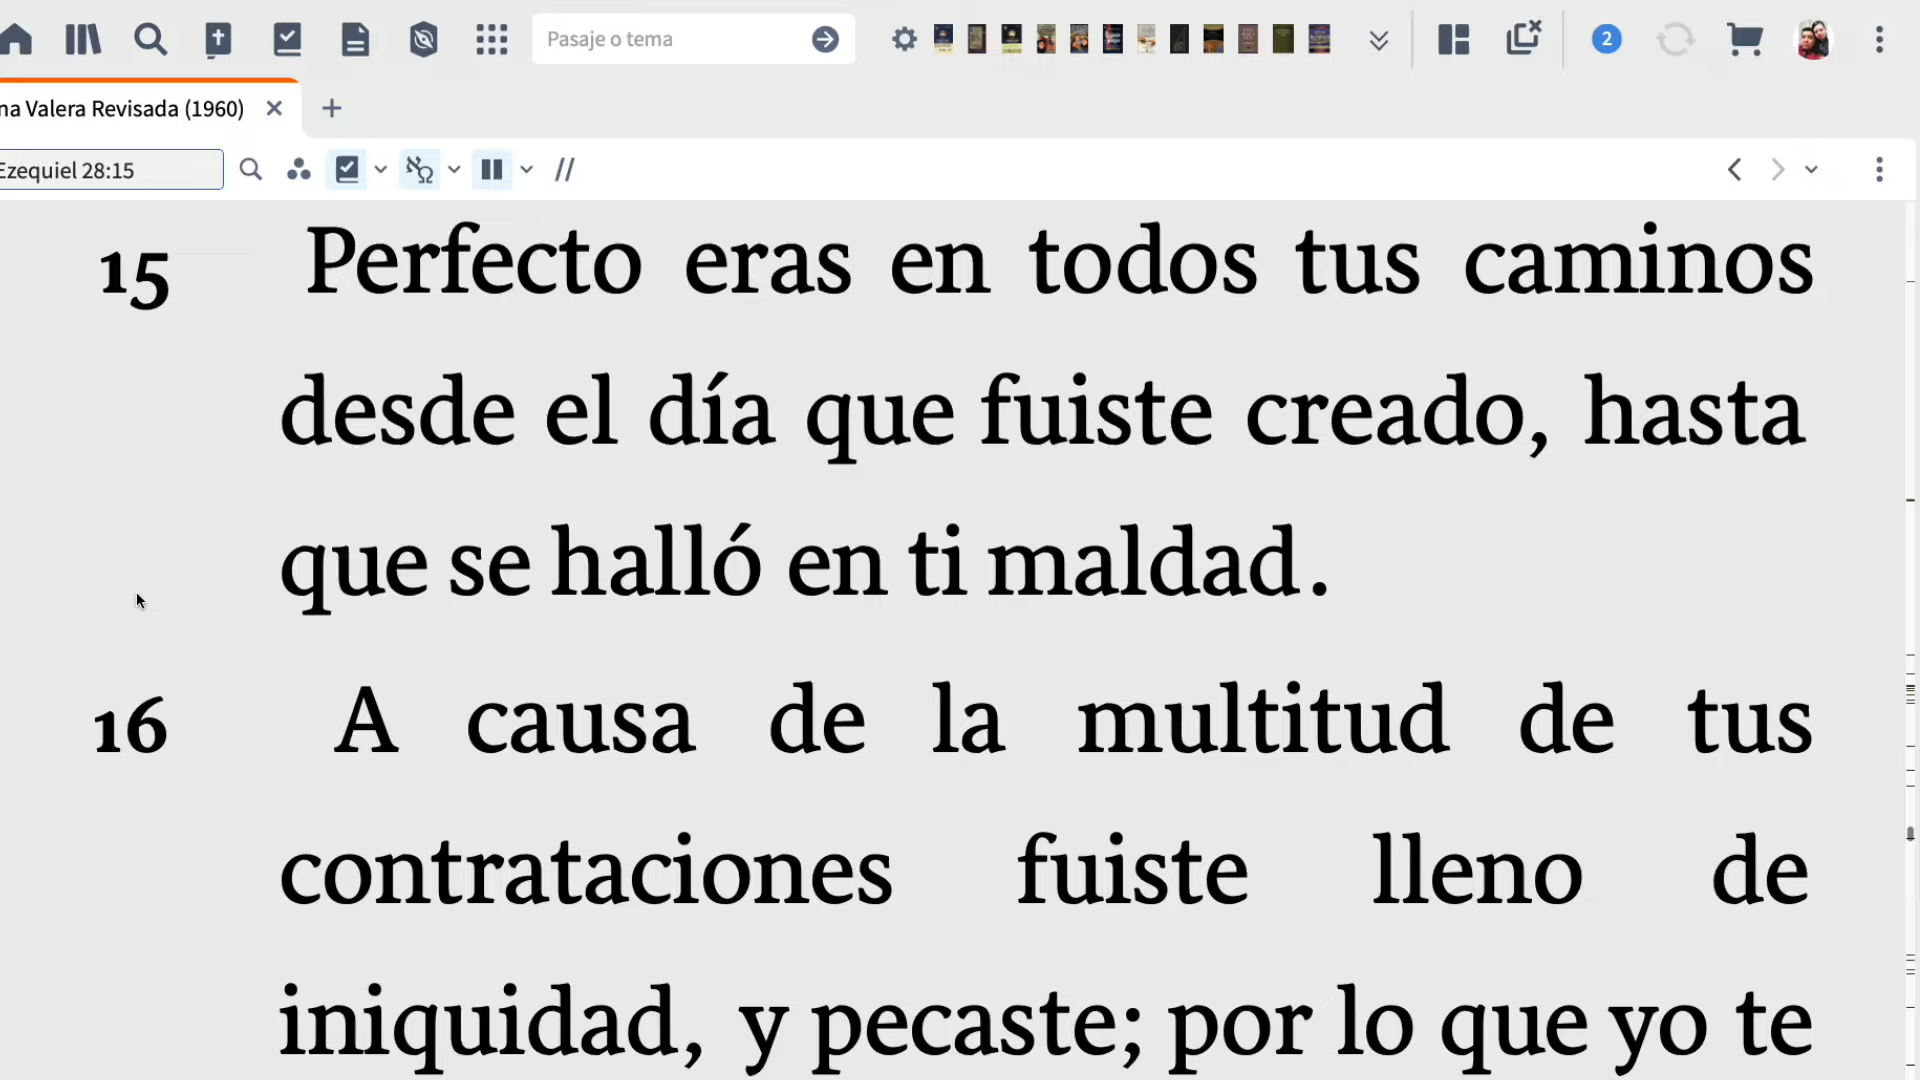 Pasaje o tema
2
na Valera Revisada (1960)
Ezequiel 28:15
15 Perfecto eras en todos tus caminos
desde el día que fuiste creado, hasta
que se halló en ti maldad.
16 A causa de la multitud de tus
contrataciones fuiste lleno de
iniquidad, y pecaste; por lo que yo te